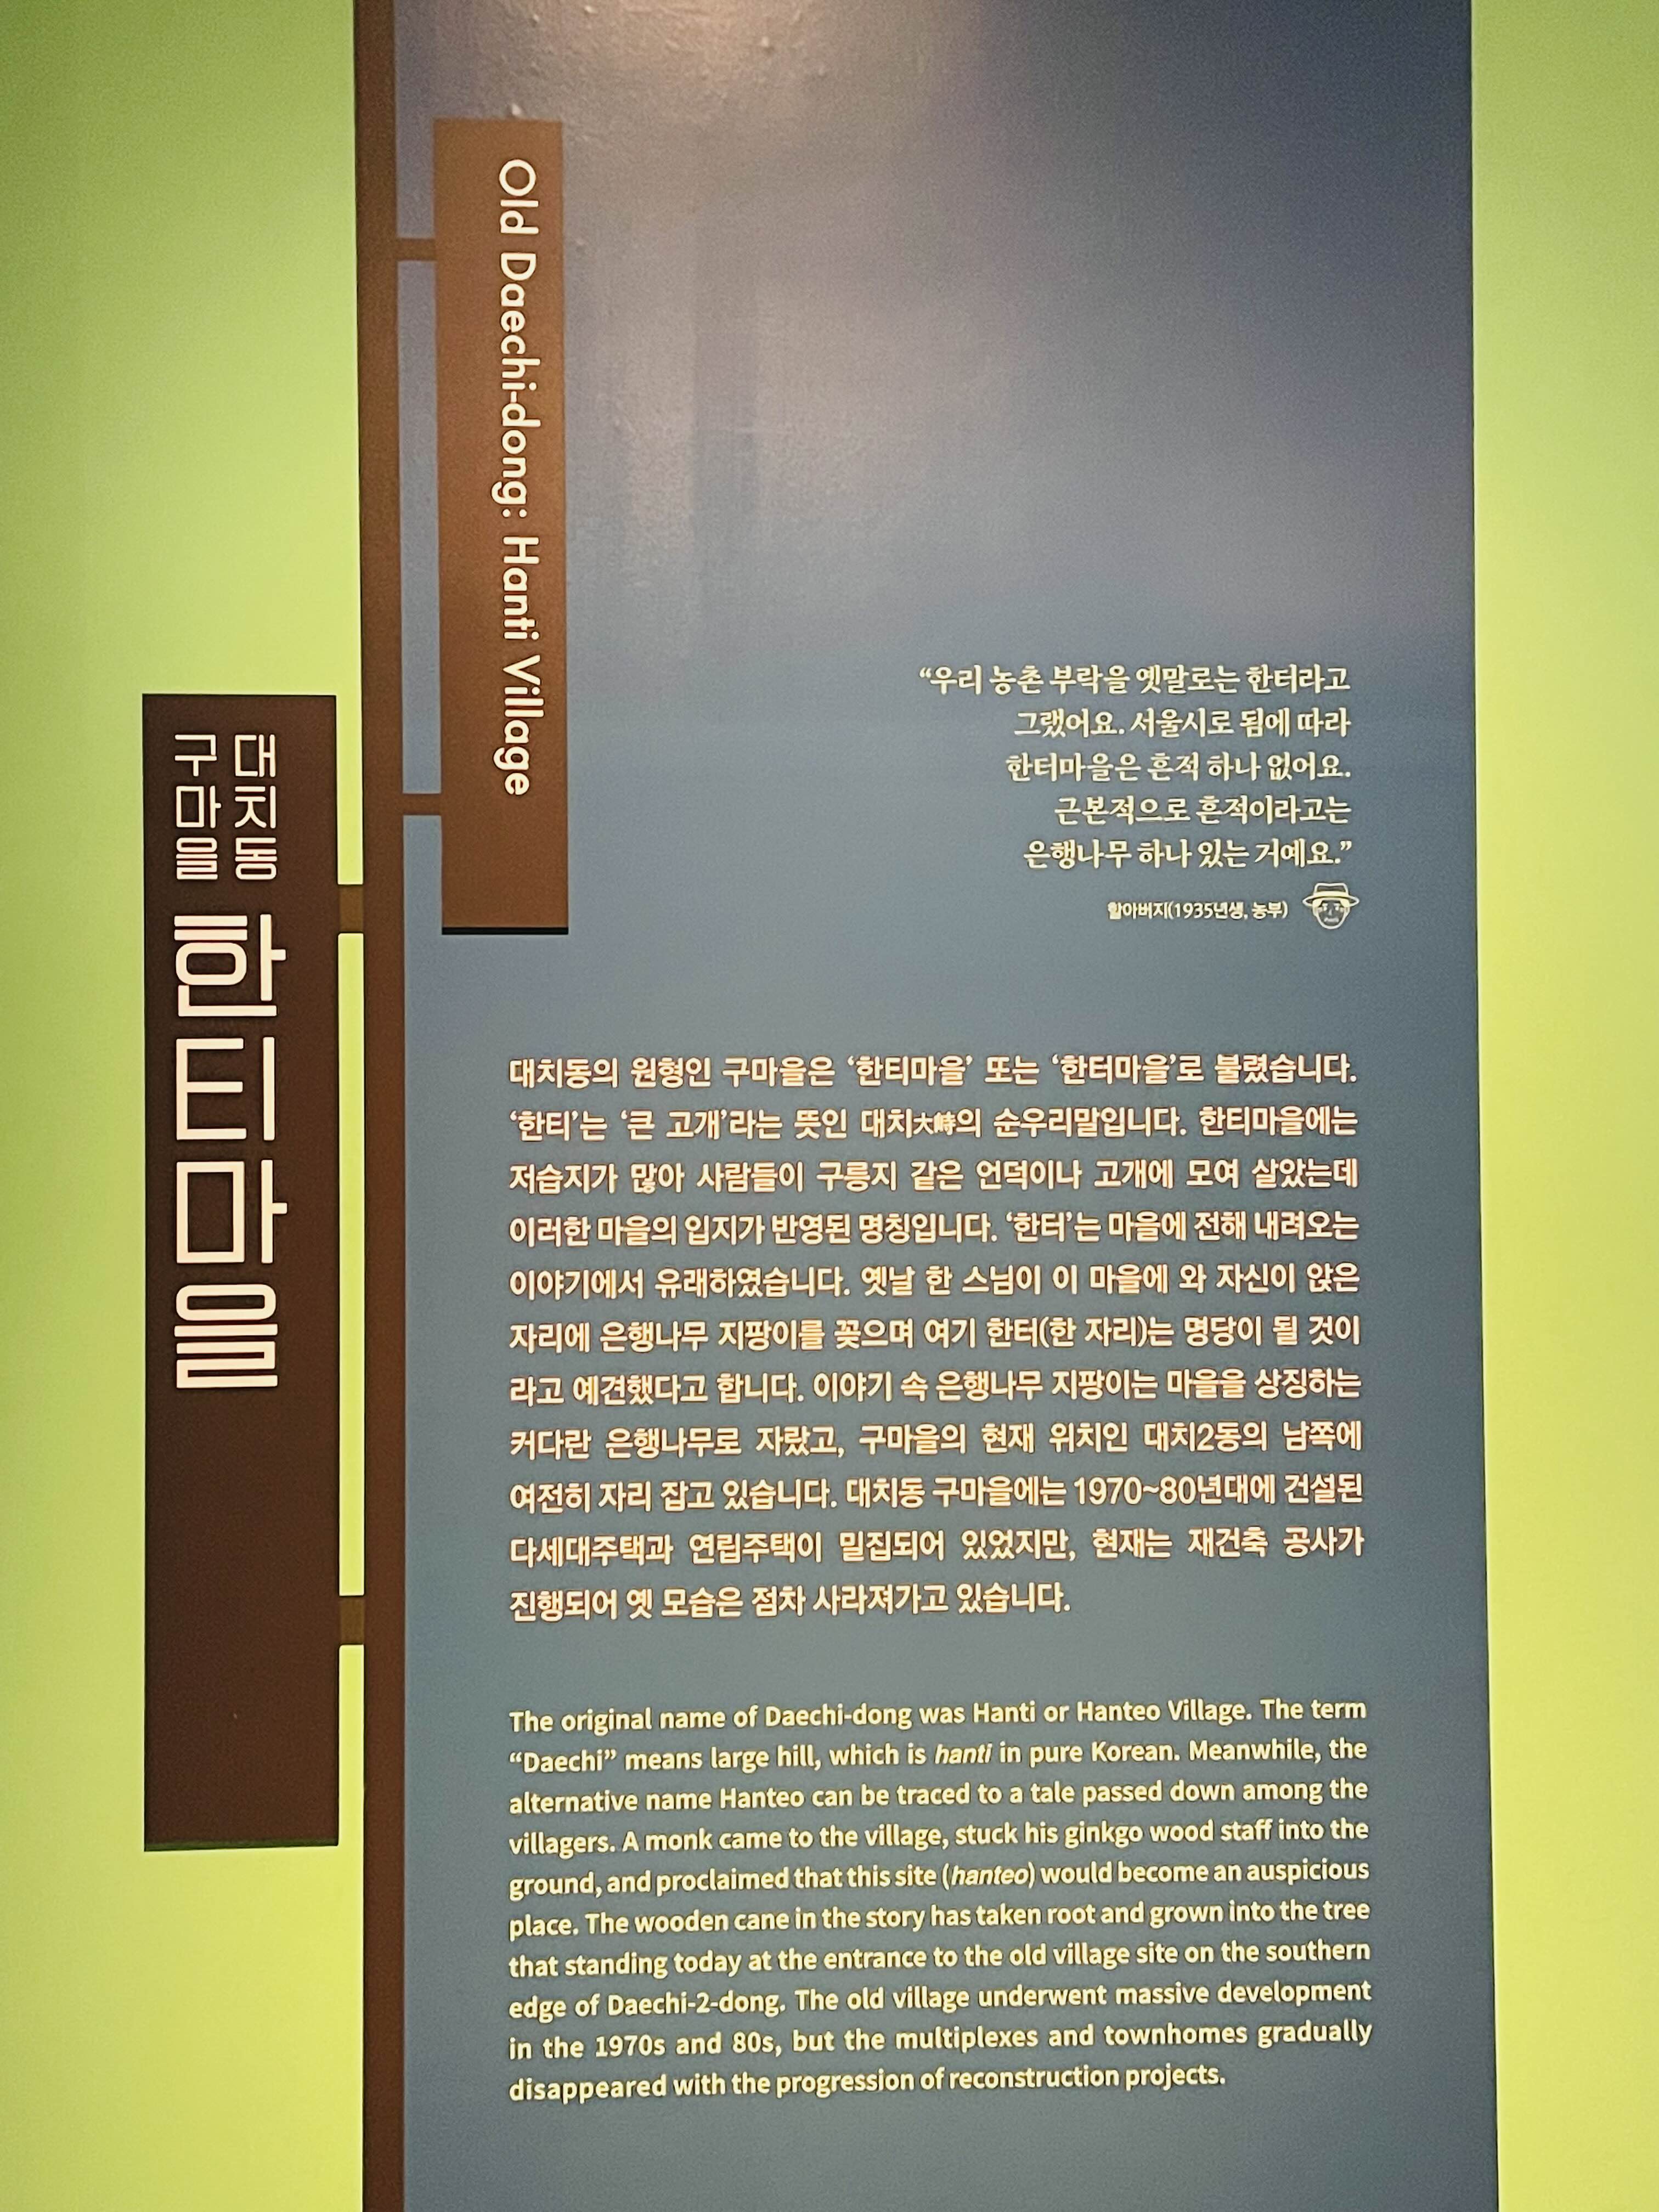 대치동
구마을
한티마을
Old Daechi-dong: Hanti Village
“우리 농촌 부락을 옛말로는 한터라고
그랬어요. 서울시로 됨에 따라
한터마을은 흔적 하나 없어요.
근본적으로 흔적이라고는
은행나무 하나 있는 거예요.”
할아버지(1935년생, 농부)
대치동의 원형인 구마을은 ‘한티마을’ 또는 ‘한터마을’로 불렸습니다.
‘한티’는 ‘큰 고개’라는 뜻인 대치大峙의 순우리말입니다. 한티마을에는
저습지가 많아 사람들이 구릉지 같은 언덕이나 고개에 모여 살았는데
이러한 마을의 입지가 반영된 명칭입니다. ‘한터’는 마을에 전해 내려오는
이야기에서 유래하였습니다. 옛날 한 스님이 이 마을에 와 자신이 앉은
자리에 은행나무 지팡이를 꽂으며 여기 한터(한 자리)는 명당이 될 것이
라고 예견했다고 합니다. 이야기 속 은행나무 지팡이는 마을을 상징하는
커다란 은행나무로 자랐고, 구마을의 현재 위치인 대치2동의 남쪽에
여전히 자리 잡고 있습니다. 대치동 구마을에는 1970~80년대에 건설된
다세대주택과 연립주택이 밀집되어 있었지만, 현재는 재건축 공사가
진행되어 옛 모습은 점차 사라져가고 있습니다.
The original name of Daechi-dong was Hanti or Hanteo Village. The term
“Daechi” means large hill, which is hanti in pure Korean. Meanwhile, the
alternative name Hanteo can be traced to a tale passed down among the
villagers. A monk came to the village, stuck his ginkgo wood staff into the
ground, and proclaimed that this site (hanteo) would become an auspicious
place. The wooden cane in the story has taken root and grown into the tree
that standing today at the entrance to the old village site on the southern
edge of Daechi-2-dong. The old village underwent massive development
in the 1970s and 80s, but the multiplexes and townhomes gradually
disappeared with the progression of reconstruction projects.